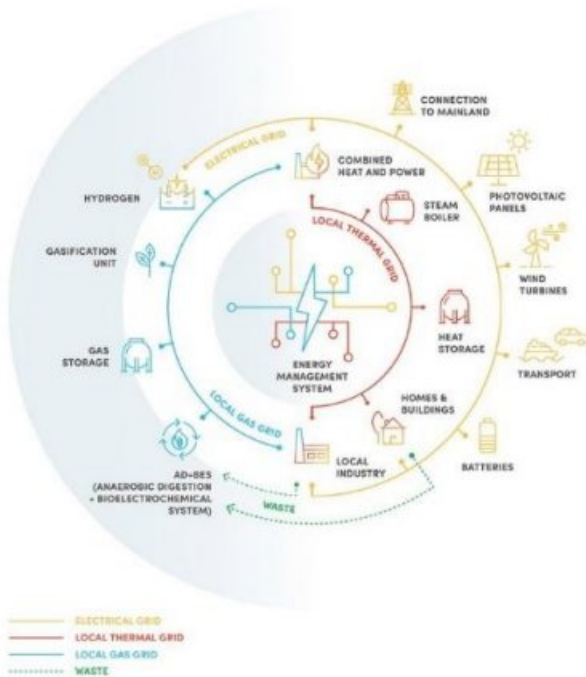 CONNECTION
TO MAINLAND
ELECTRICAL GRID
COMBINED
HEAT AND POWER
HYDROGEN
STEAM
BOILER
PHOTOVOLTAIC
PANELS
LOCAL THERMAL GRID
GASIFICATION
UNIT
WIND
TURBINES
HEAT
STORAGE
GAS
STORAGE
ENERGY
MANAGEMENT
SYSTEM
TRANSPORT
HOMES &
BUILDINGS
LOCAL GAS GRID
LOCAL
INDUSTRY
BATTERIES
AD-BES
(ANAEROBIC DIGESTION
+ BIOELECTROCHEMICAL
SYSTEM)
WASTE
ELECTRICAL GRID
LOCAL THERMAL GRID
LOCAL GAS GRID
WASTE